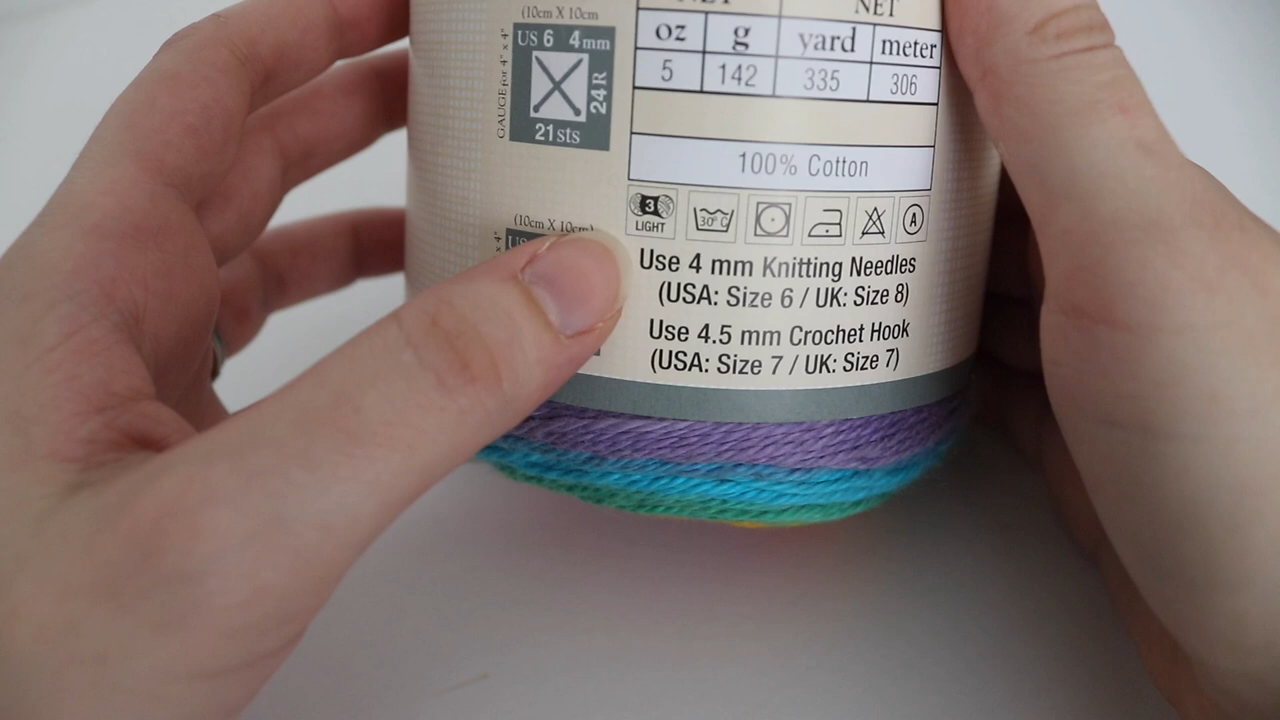 (10cm X 10cm
GAUGE for 4" x 4"
US 6 4mm
24 R
21 sts
NET
oz g yard meter
5 142 335 306
100% Cotton
3
LIGHT
30° C
A
(10cm X 10cm)
x 4"
US
Use 4 mm Knitting Needles
(USA: Size 6 / UK: Size 8)
Use 4.5 mm Crochet Hook
(USA: Size 7 / UK: Size 7)